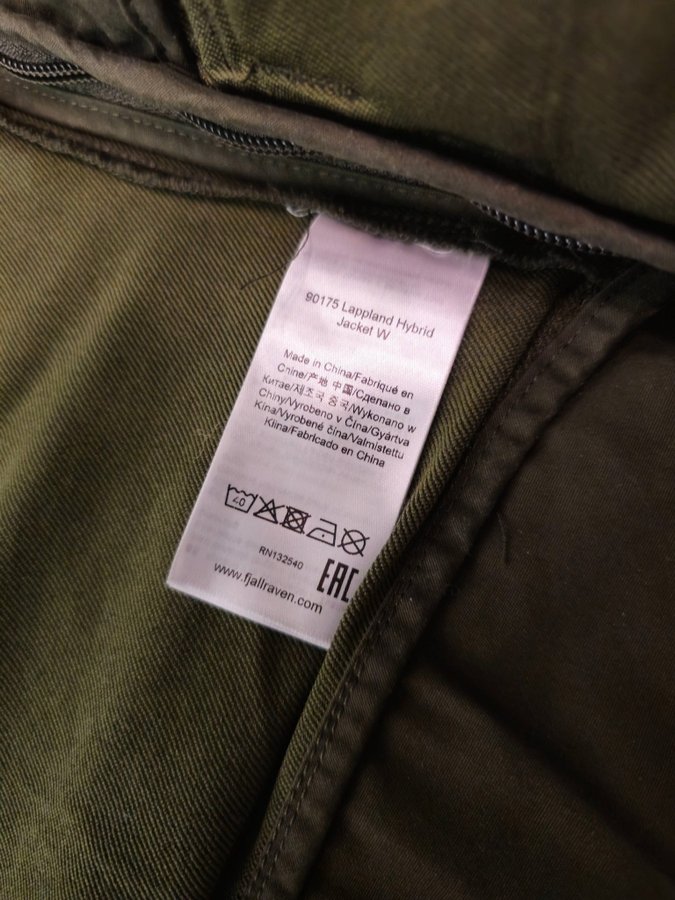 90175 Lappland Hybrid
Jacket W
Made in China/Fabriqué en
Chine/产地 中国/Сделано в
Китае/제조국 중국/Wykonano w
Chiny/Vyrobeno v Čína/Gyártva
Kína/Vyrobené čína/Valmistettu
Kiina/Fabricado en China
40
RN132540
EAC
www.fjallraven.com